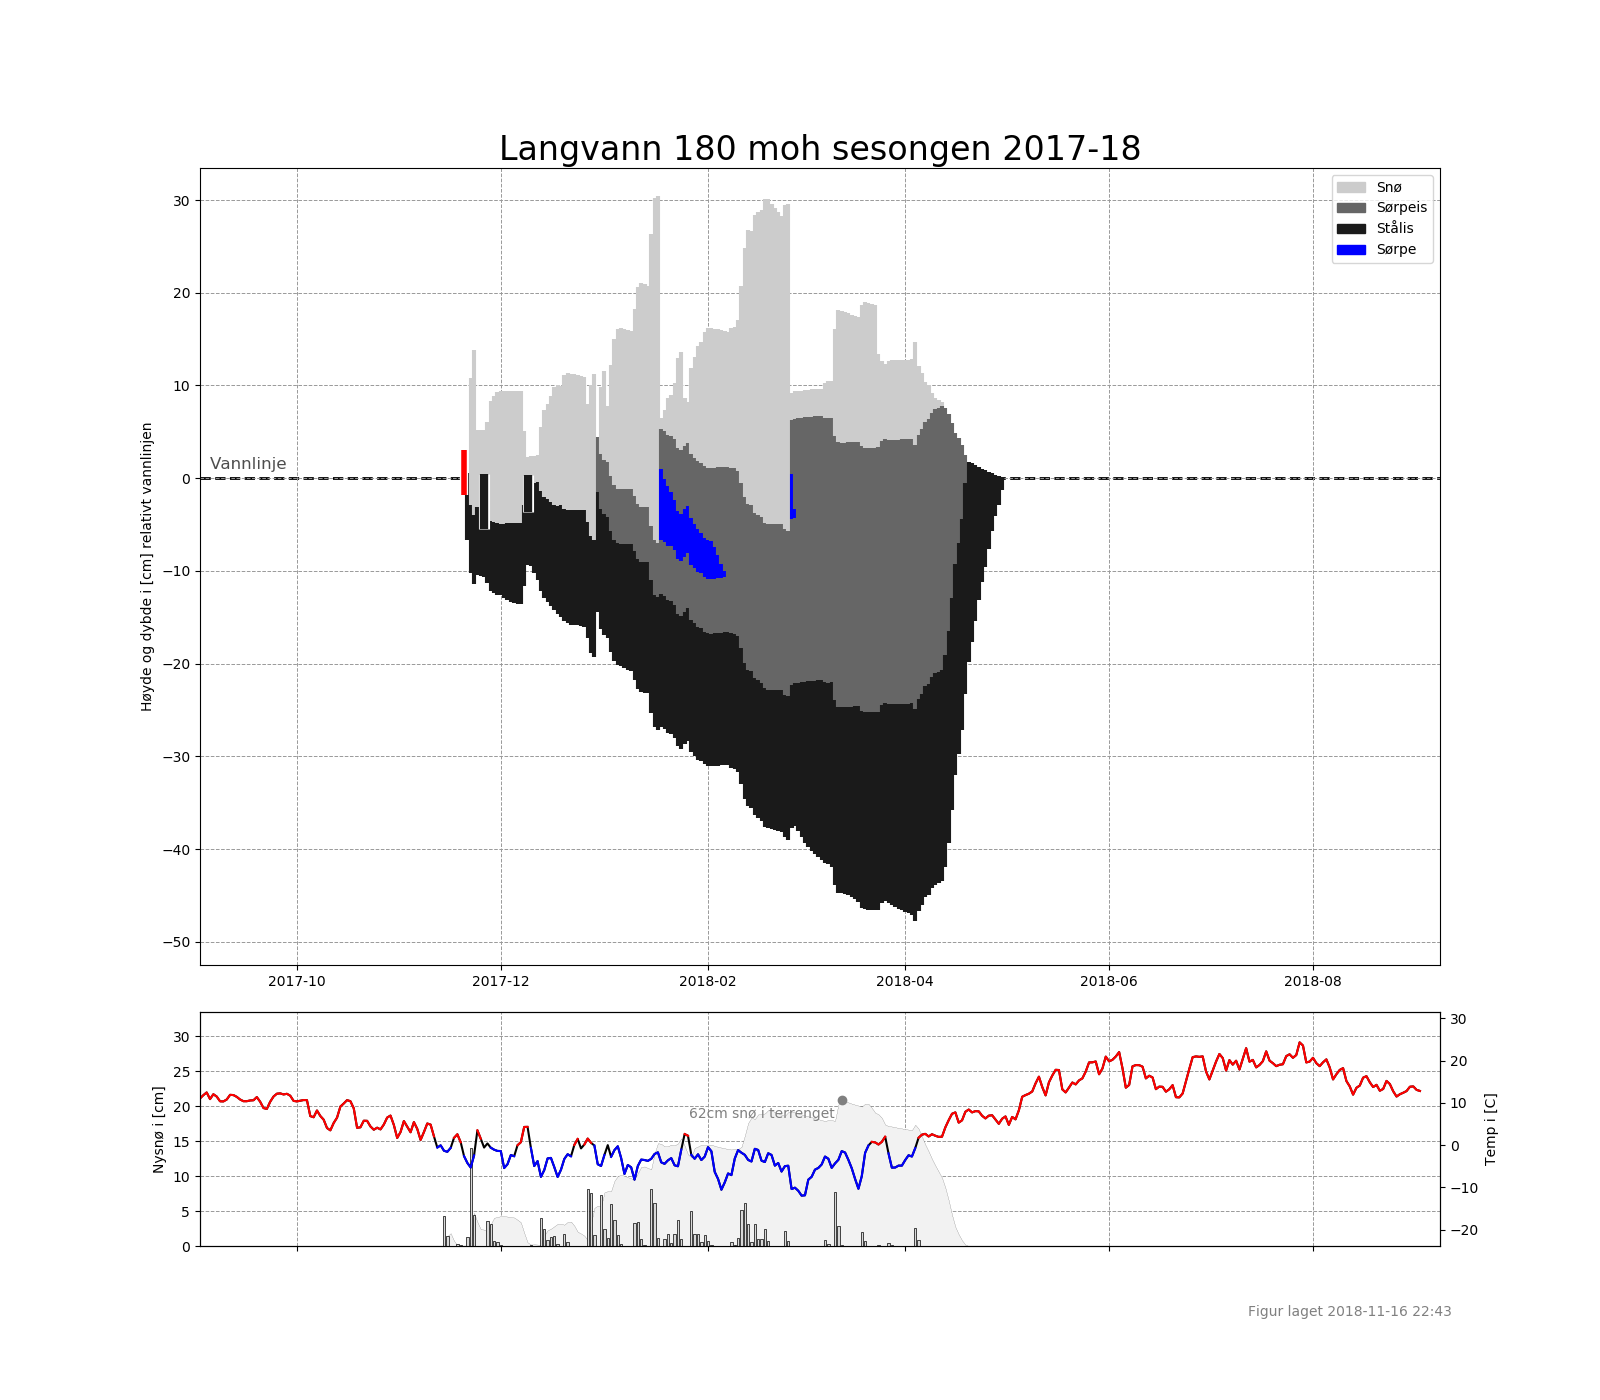 Langvann 180 moh sesongen 2017-18
30
20
10
0
−10
−20
−30
−40
−50
Høyde og dybde i [cm] relativt vannlinjen
Vannlinje
Snø
Sørpeis
Stålis
Sørpe
2017-10
2017-12
2018-02
2018-04
2018-06
2018-08
30
25
20
15
10
5
0
Nysnø i [cm]
62cm snø i terrenget
30
20
10
0
−10
−20
Temp i [C]
Figur laget 2018-11-16 22:43